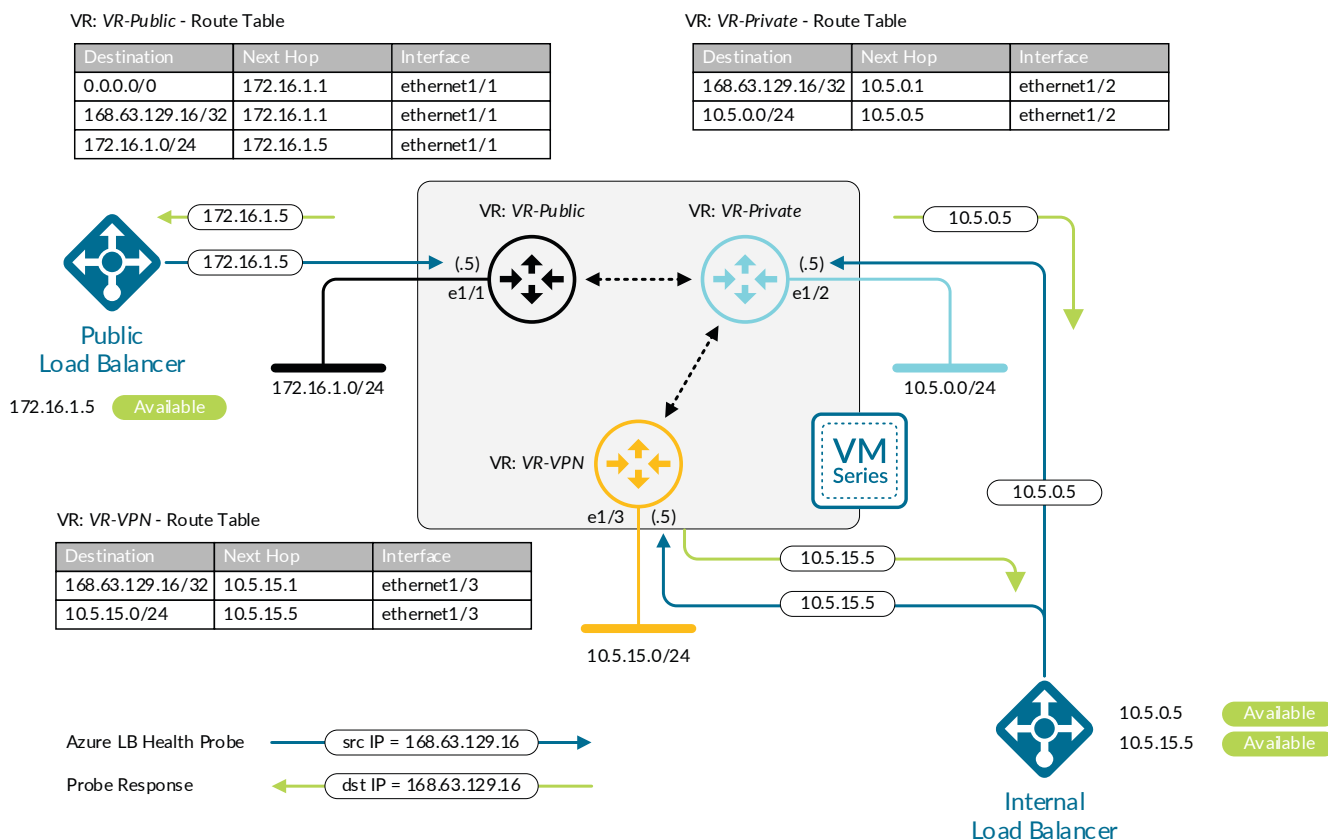 VR: VR-Public - Route Table
Destination Next Hop Interface
0.0.0.0/0 172.16.1.1 ethernet1/1
168.63.129.16/32 172.16.1.1 ethernet1/1
172.16.1.0/24 172.16.1.5 ethernet1/1
VR: VR-Private - Route Table
Destination Next Hop Interface
168.63.129.16/32 10.5.0.1 ethernet1/2
10.5.0.0/24 10.5.0.5 ethernet1/2
172.16.1.5
172.16.1.5
Public
Load Balancer
172.16.1.5 Available
172.16.1.0/24
VR: VR-Public
(.5)
e1/1
VR: VR-Private
(.5)
e1/2
10.5.0.5
10.5.0.0/24
VR: VR-VPN
e1/3 (.5)
VM
Series
10.5.0.5
10.5.15.5
10.5.15.5
10.5.15.0/24
VR: VR-VPN - Route Table
Destination Next Hop Interface
168.63.129.16/32 10.5.15.1 ethernet1/3
10.5.15.0/24 10.5.15.5 ethernet1/3
Azure LB Health Probe src IP = 168.63.129.16
Probe Response dst IP = 168.63.129.16
10.5.0.5 Available
10.5.15.5 Available
Internal
Load Balancer